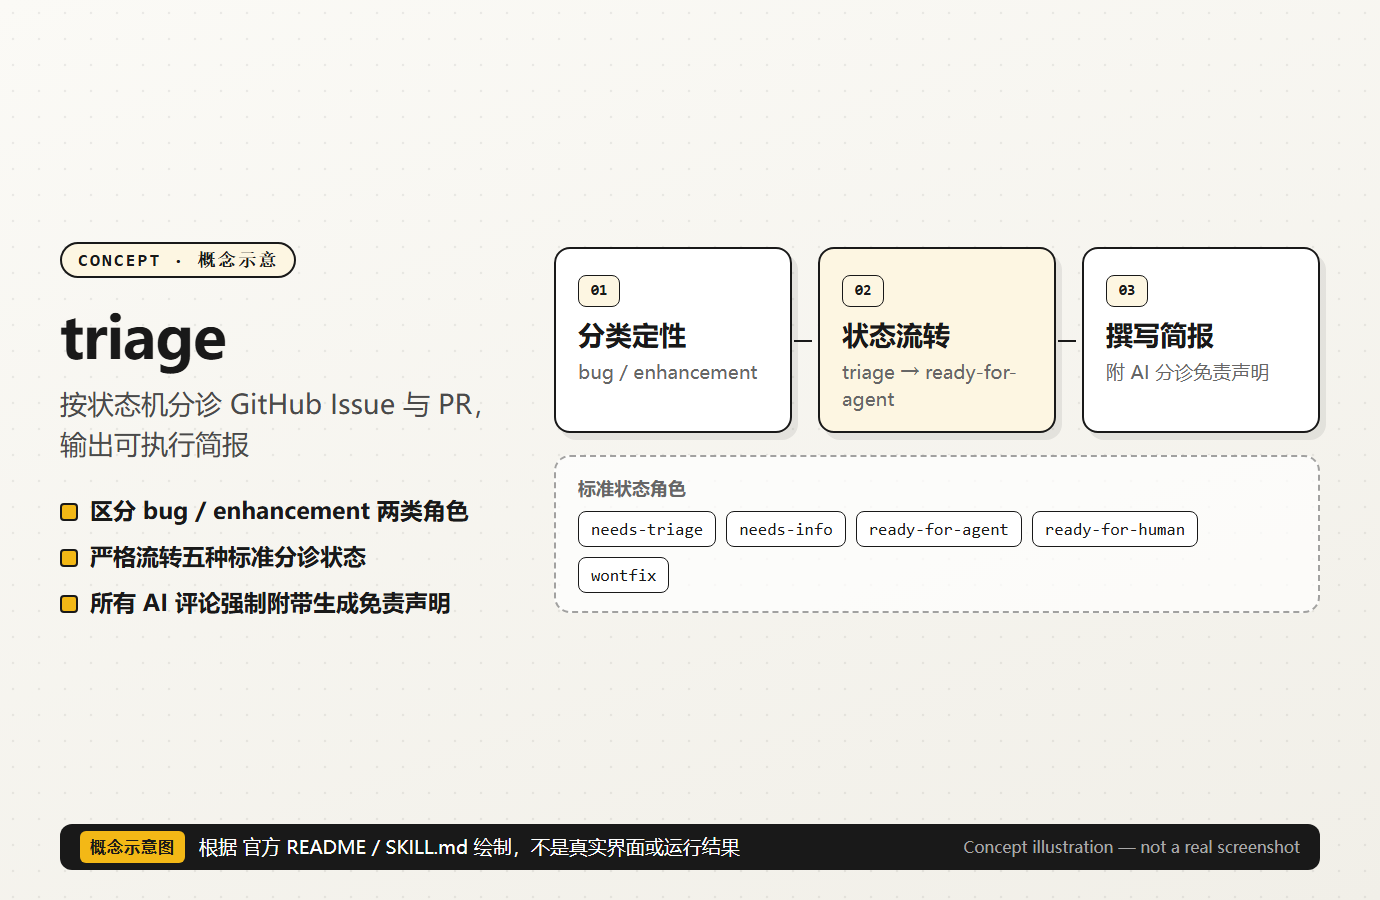 CONCEPT · 概念示意
triage
按状态机分诊 GitHub Issue 与 PR，
输出可执行简报
区分 bug / enhancement 两类角色
严格流转五种标准分诊状态
所有 AI 评论强制附带生成免责声明
01
分类定性
bug / enhancement
02
状态流转
triage → ready-for-
agent
03
撰写简报
附 AI 分诊免责声明
标准状态角色
needs-triage needs-info ready-for-agent ready-for-human
wontfix
概念示意图 根据 官方 README / SKILL.md 绘制，不是真实界面或运行结果 Concept illustration — not a real screenshot